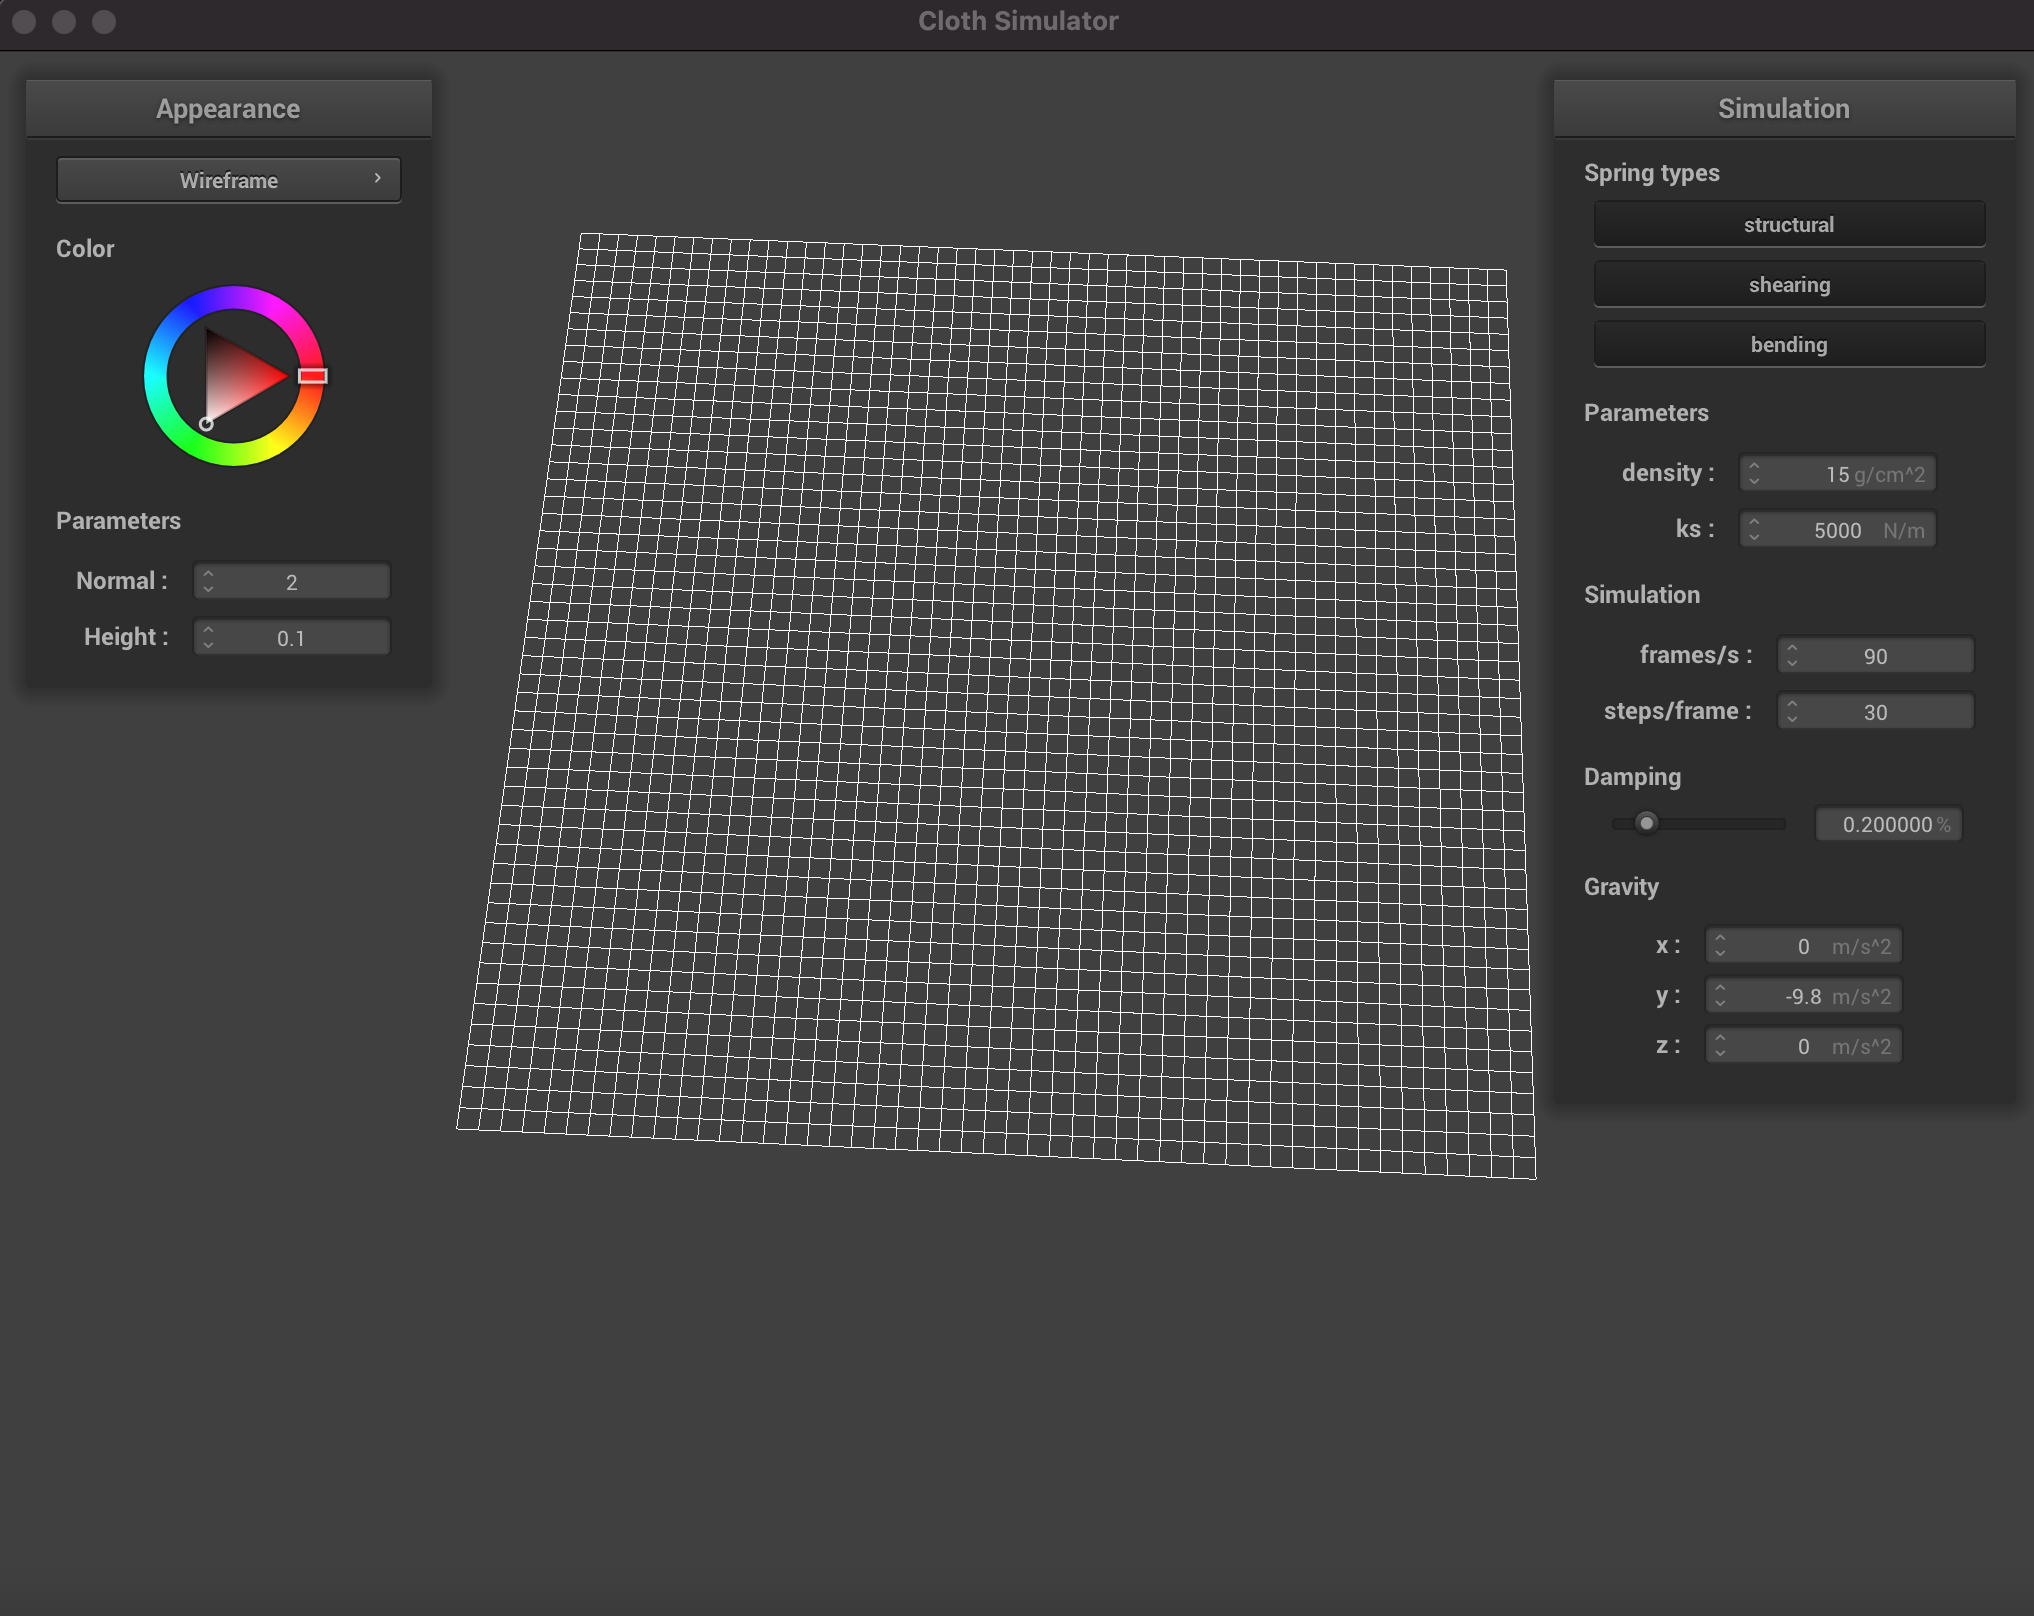 Cloth Simulator
Appearance
Wireframe
Color
Parameters
Normal : 2
Height : 0.1
Simulation
Spring types
structural
shearing
bending
Parameters
density : 15 g/cm^2
ks : 5000 N/m
Simulation
frames/s : 90
steps/frame : 30
Damping
0.200000 %
Gravity
x : 0 m/s^2
y : -9.8 m/s^2
z : 0 m/s^2